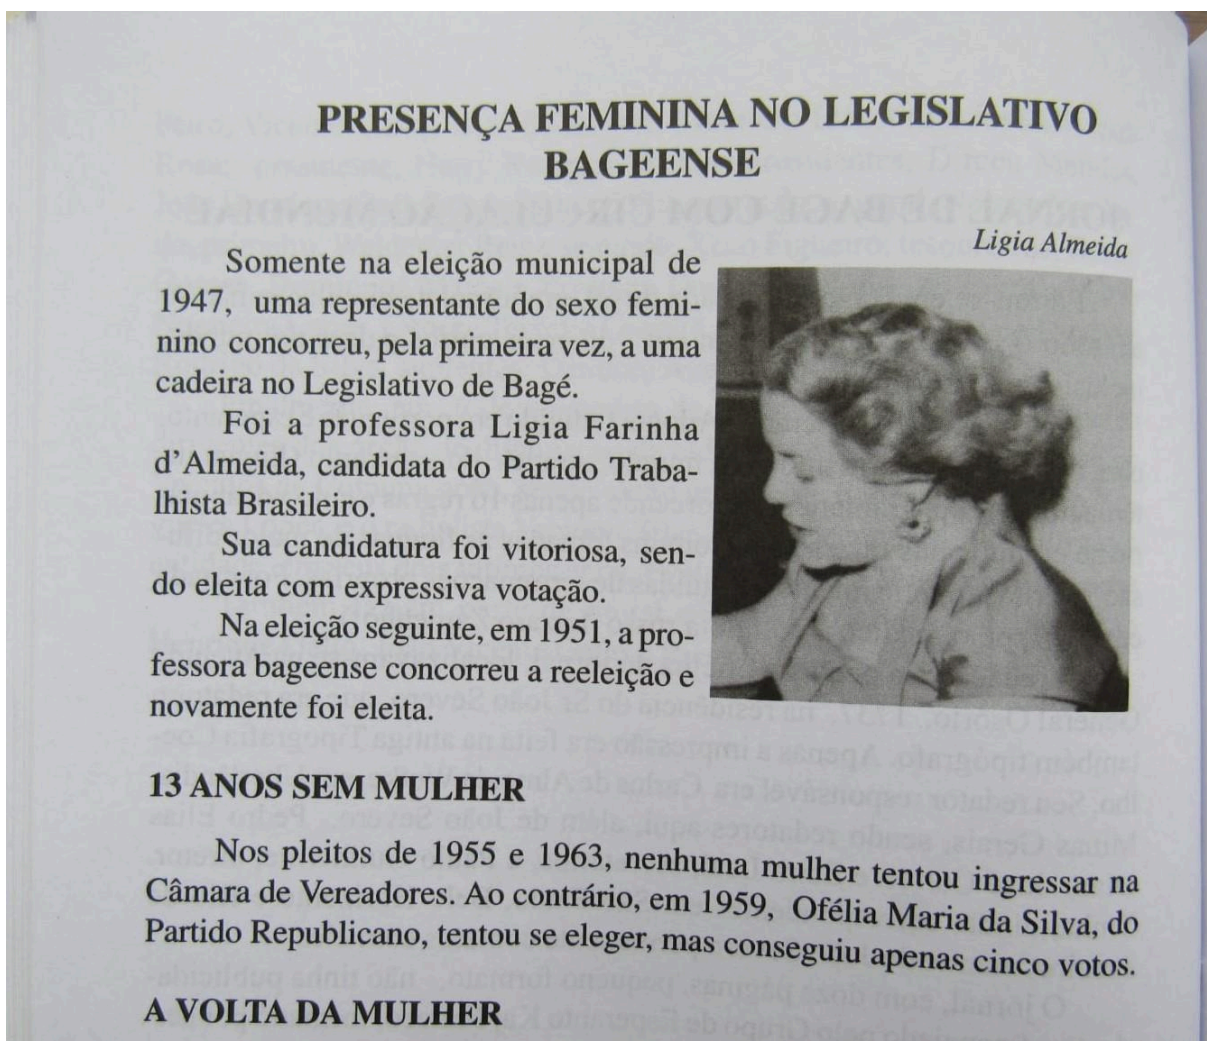 PRESENÇA FEMININA NO LEGISLATIVO
BAGEENSE
Ligia Almeida
Somente na eleição municipal de
1947, uma representante do sexo femi-
nino concorreu, pela primeira vez, a uma
cadeira no Legislativo de Bagé.
Foi a professora Ligia Farinha
d'Almeida, candidata do Partido Traba-
lhista Brasileiro.
Sua candidatura foi vitoriosa, sen-
do eleita com expressiva votação.
Na eleição seguinte, em 1951, a pro-
fessora bageense concorreu a reeleição e
novamente foi eleita.
13 ANOS SEM MULHER
Nos pleitos de 1955 e 1963, nenhuma mulher tentou ingressar na
Câmara de Vereadores. Ao contrário, em 1959, Ofélia Maria da Silva, do
Partido Republicano, tentou se eleger, mas conseguiu apenas cinco votos.
A VOLTA DA MULHER